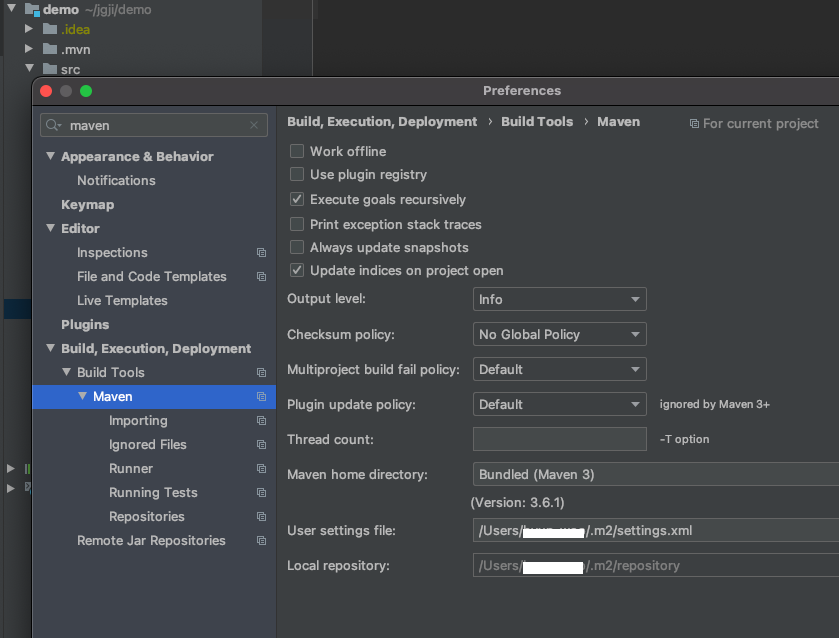 demo ~/jgji/demo
.idea
.mvn
src
Preferences
maven
Appearance & Behavior
Notifications
Keymap
Editor
Inspections
File and Code Templates
Live Templates
Plugins
Build, Execution, Deployment
Build Tools
Maven
Importing
Ignored Files
Runner
Running Tests
Repositories
Remote Jar Repositories
Build, Execution, Deployment › Build Tools › Maven
For current project
Work offline
Use plugin registry
Execute goals recursively
Print exception stack traces
Always update snapshots
Update indices on project open
Output level: Info
Checksum policy: No Global Policy
Multiproject build fail policy: Default
Plugin update policy: Default ignored by Maven 3+
Thread count: -T option
Maven home directory: Bundled (Maven 3)
(Version: 3.6.1)
User settings file: /Users/ /.m2/settings.xml
Local repository: /Users/ /.m2/repository